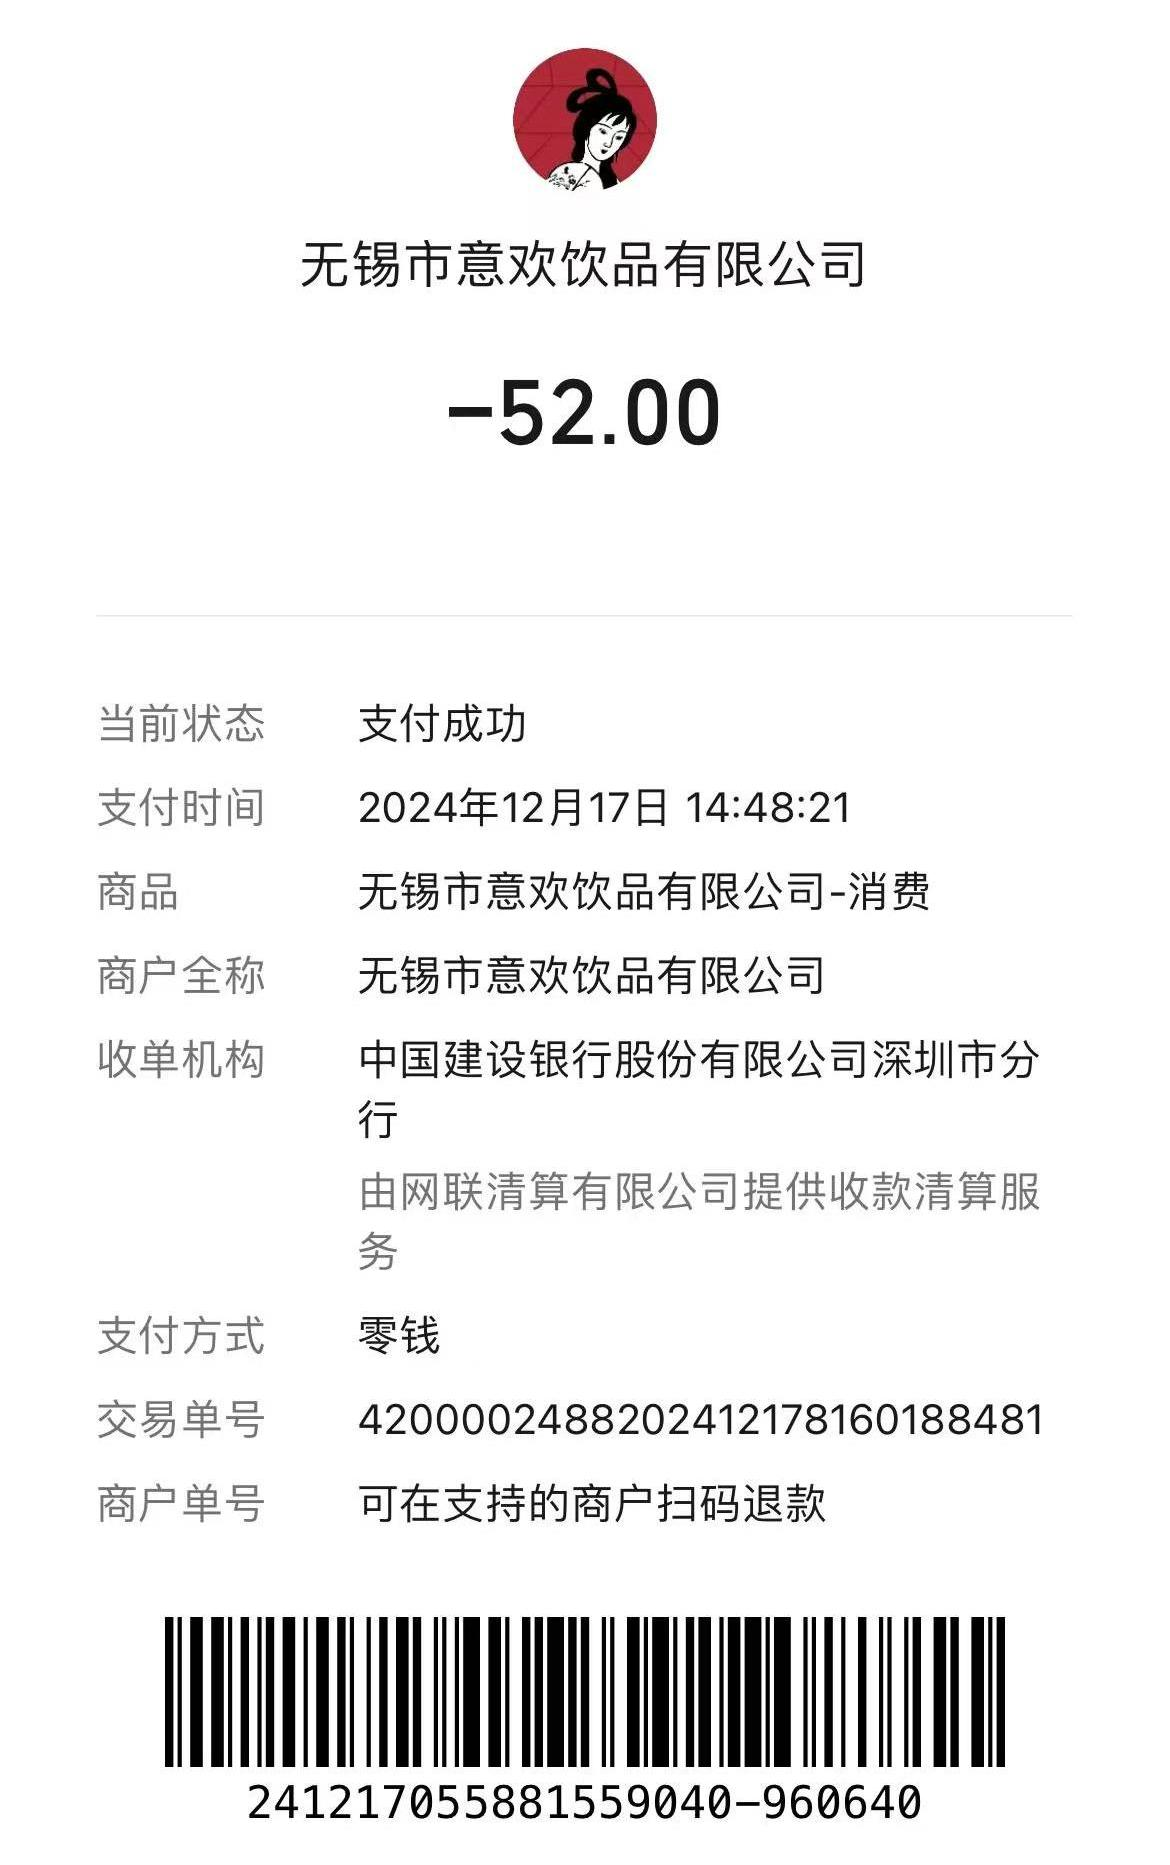 无锡市意欢饮品有限公司
-52.00
当前状态 支付成功
支付时间 2024年12月17日 14:48:21
商品 无锡市意欢饮品有限公司-消费
商户全称 无锡市意欢饮品有限公司
收单机构 中国建设银行股份有限公司深圳市分
行
由网联清算有限公司提供收款清算服
务
支付方式 零钱
交易单号 4200002488202412178160188481
商户单号 可在支持的商户扫码退款
241217055881559040-960640